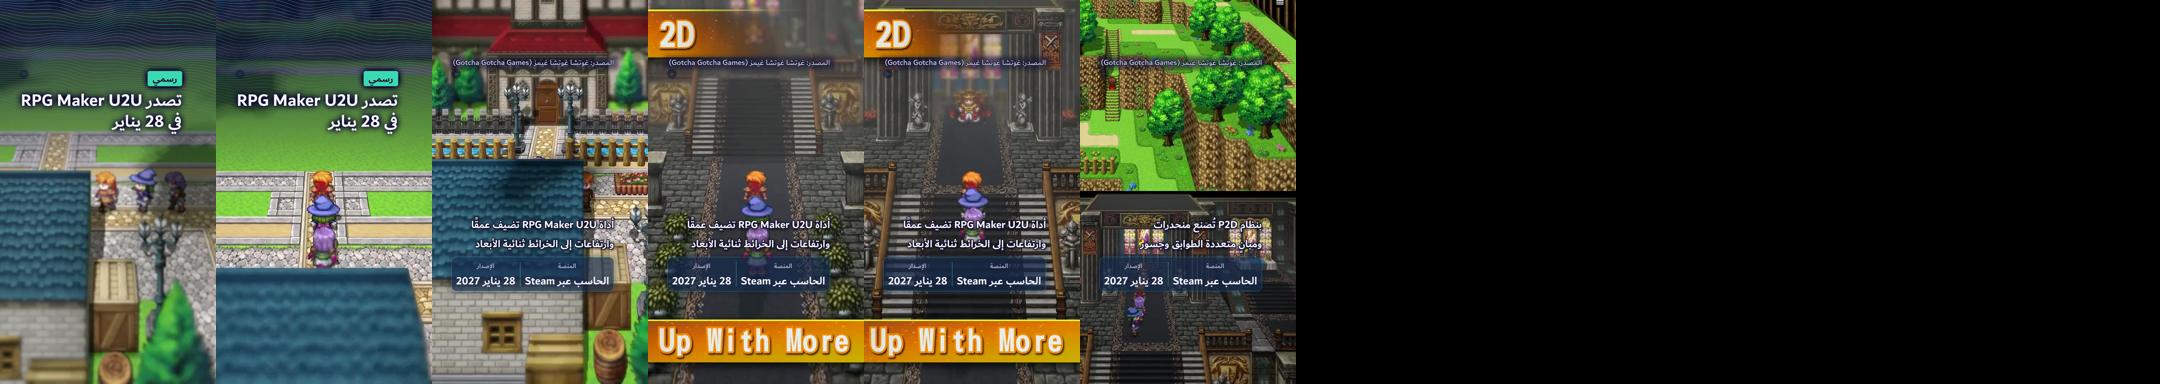 رسمي
تصدر RPG Maker U2U
في 28 يناير
رسمي
تصدر RPG Maker U2U
في 28 يناير
المصدر: غوتشا غوتشا غيمز (Gotcha Gotcha Games)
أداة RPG Maker U2U تضيف عمقًا
وارتفاعات إلى الخرائط ثنائية الأبعاد
المنصة
الإصدار
الحاسب عبر Steam
28 يناير 2027
2D
المصدر: غوتشا غوتشا غيمز (Gotcha Gotcha Games)
أداة RPG Maker U2U تضيف عمقًا
وارتفاعات إلى الخرائط ثنائية الأبعاد
المنصة
الإصدار
الحاسب عبر Steam
28 يناير 2027
Up With More
2D
المصدر: غوتشا غوتشا غيمز (Gotcha Gotcha Games)
أداة RPG Maker U2U تضيف عمقًا
وارتفاعات إلى الخرائط ثنائية الأبعاد
المنصة
الإصدار
الحاسب عبر Steam
28 يناير 2027
Up With More
المصدر: غوتشا غوتشا غيمز (Gotcha Gotcha Games)
بنظام P2D تُصنع منحدرات
ومبانٍ متعددة الطوابق وجسور
المنصة
الإصدار
الحاسب عبر Steam
28 يناير 2027